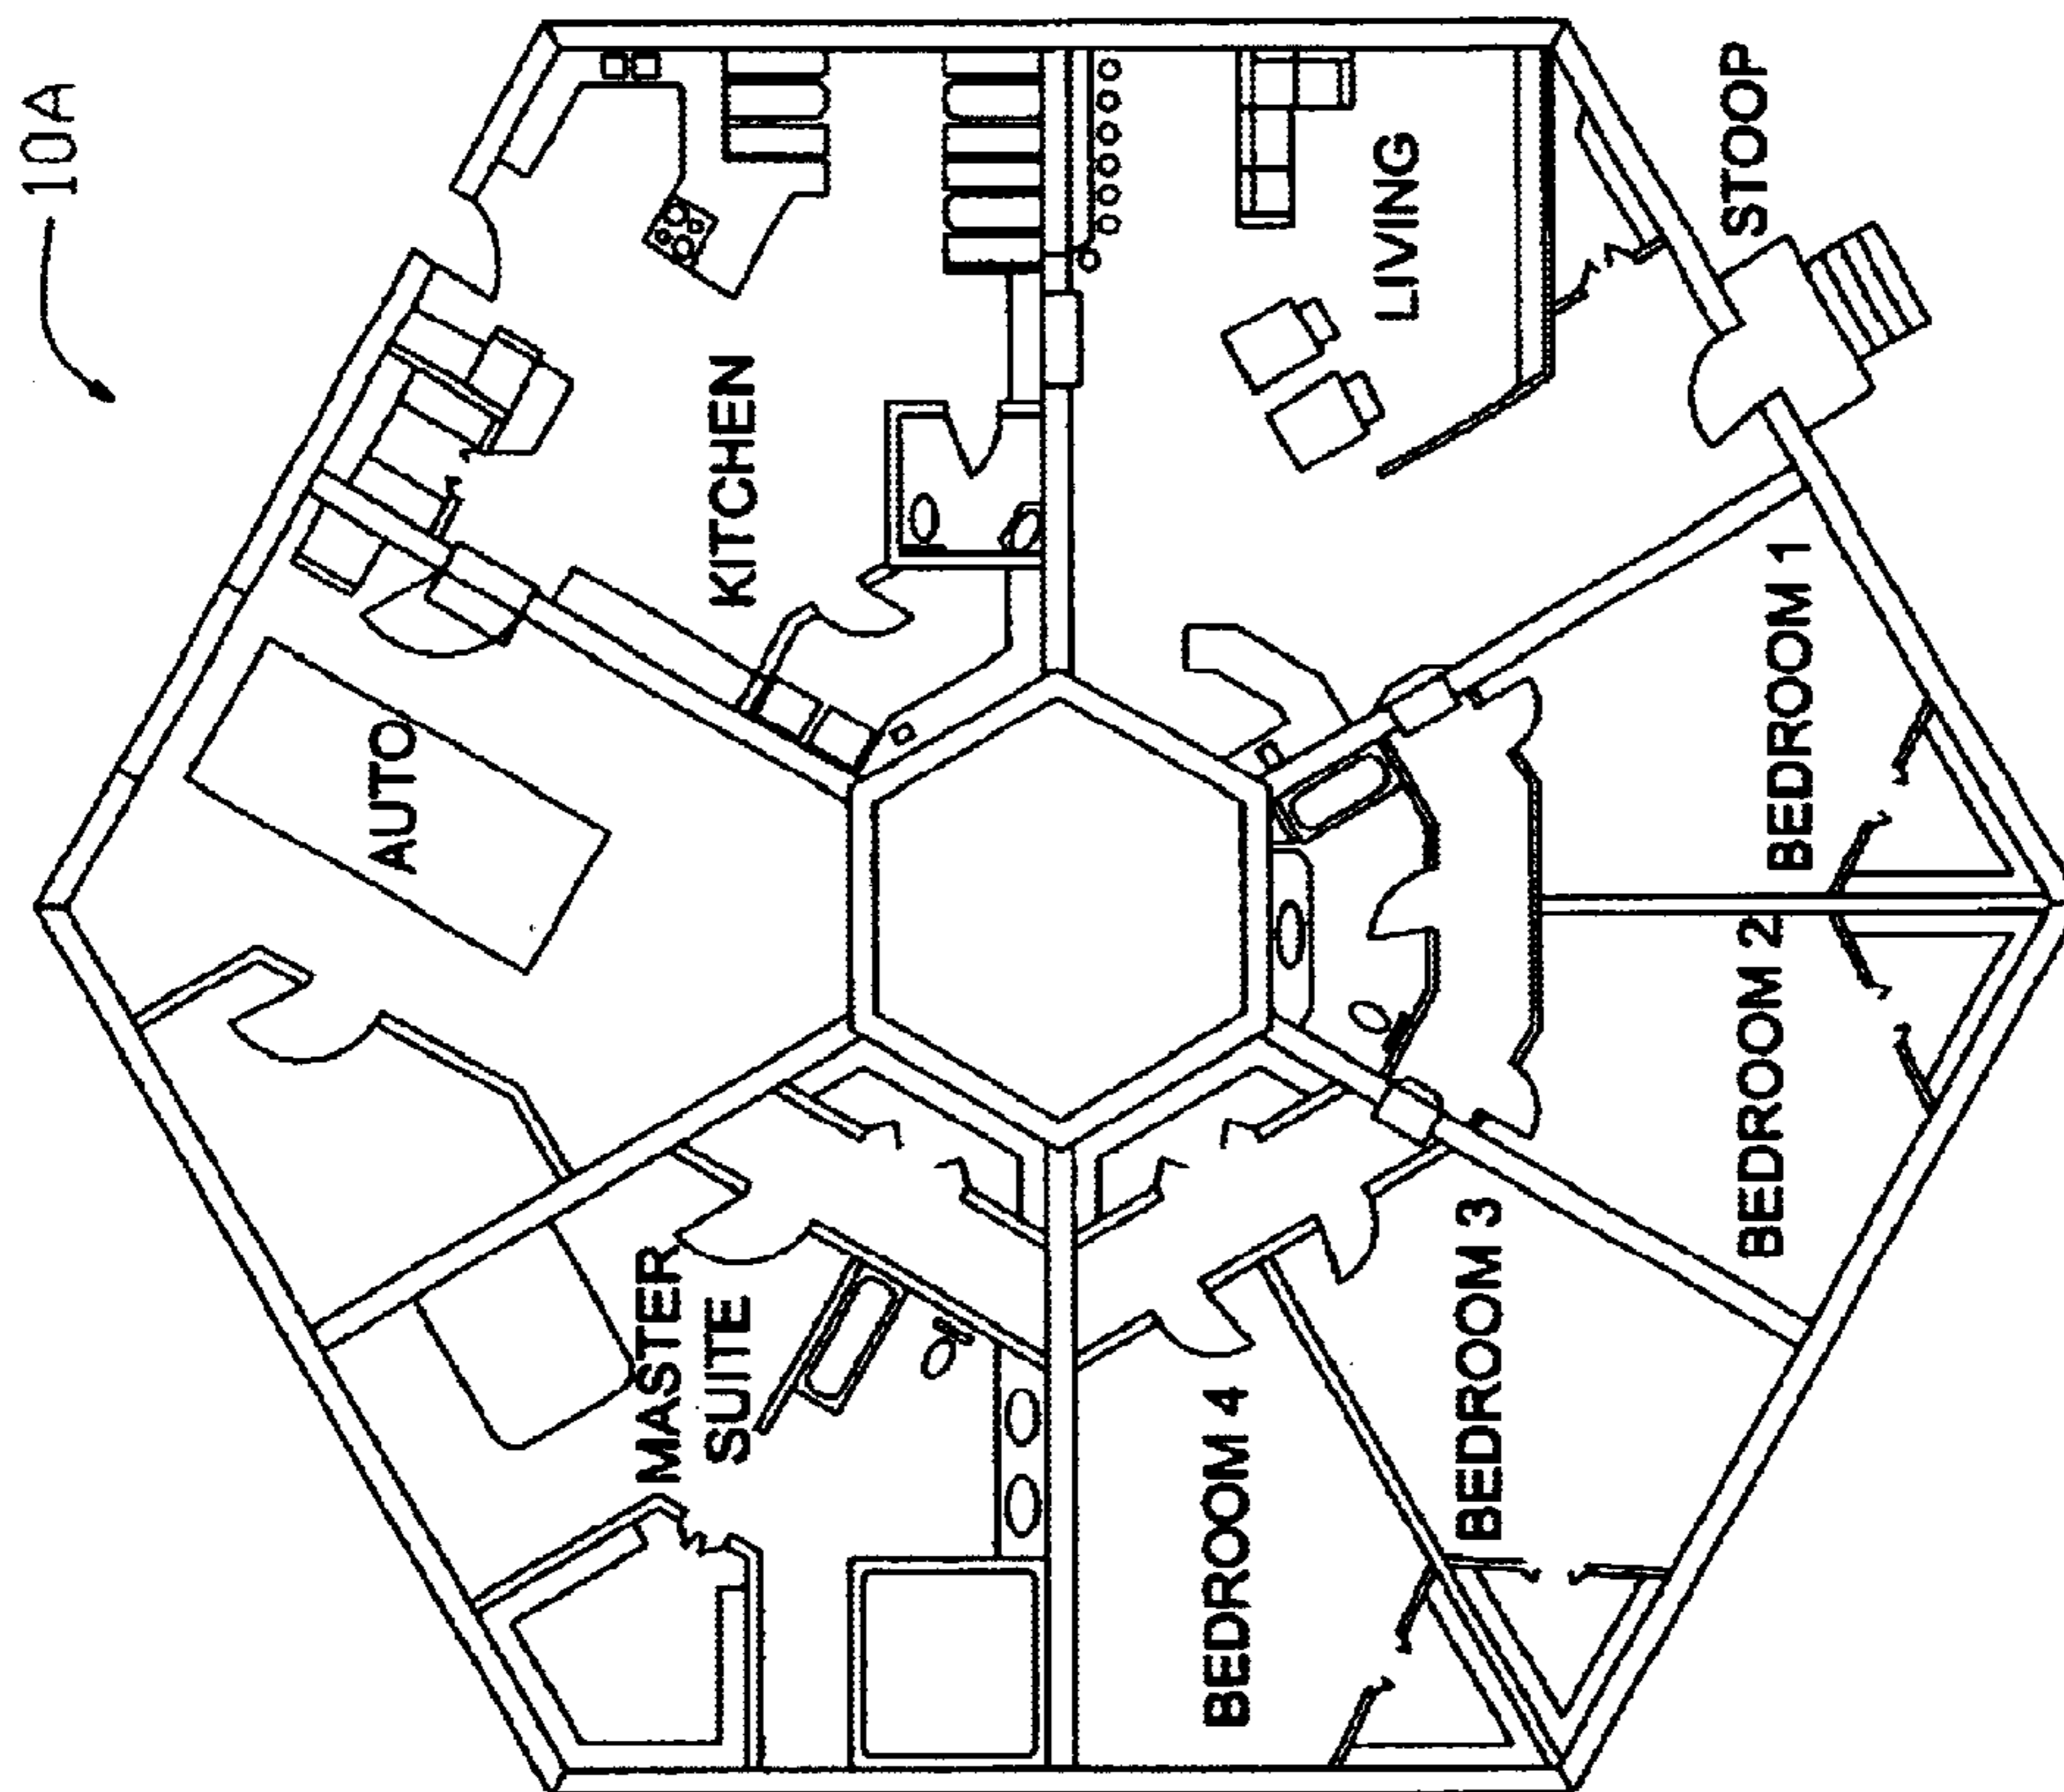 10A
AUTO
KITCHEN
LIVING
STOOP
MASTER
SUITE
BEDROOM 4
BEDROOM 3
BEDROOM 2
BEDROOM 1